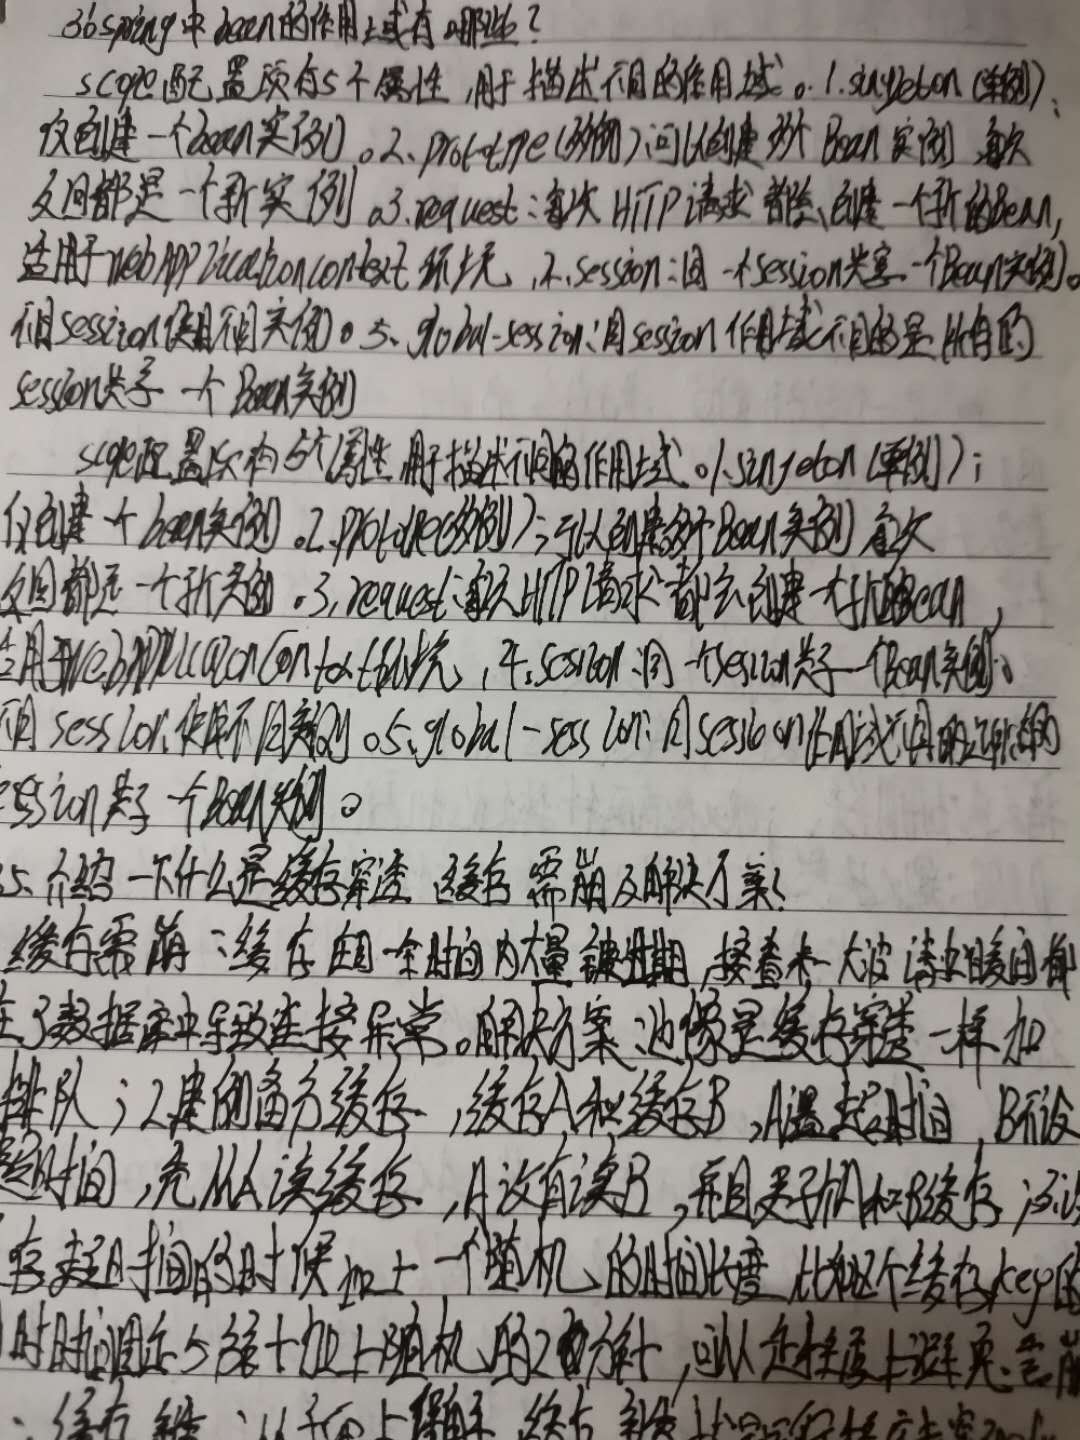 36 spring中bean的作用域有哪些？
scope配置项有5个属性，用于描述不同的作用域。1.singleton（单例）；
仅创建一个bean实例。2.prototype（多例）：可以创建多个Bean实例，每次
返回都是一个新实例。3.request：每次HTTP请求都会创建一个新的Bean，
适用于WebApplicationcontext环境，4.session：同一个session共享一个Bean实例。
不同session使用不同实例。5、global-session：同session作用域不同的是所有的
session共享一个Bean实例
scope配置项有5个属性，用于描述不同的作用域。1.singleton（单例）；
仅创建一个bean实例。2.prototype（多例）；可以创建多个Bean实例，每次
返回都是一个新实例。3.request：每次HTTP请求都会创建一个新的Bean，
适用于WebApplicationContext环境，4.session：同一个session共享一个Bean实例。
不同session使用不同实例。5.global-session：同session作用域不同的是所有的
session共享一个Bean实例。
5、介绍一下什么是缓存穿透 缓存雪崩及解决方案？
缓存雪崩：缓存在同一个时间内大量键过期，接着来一大波请求瞬间都
在了数据库中导致连接异常。解决方案：也像是缓存穿透一样加
排队；2建个备份缓存，缓存A和缓存B，A设置超时时间，B不设
超时时间，先从A读缓存，A没有读B，并且更新A和B缓存；3.设
存超时时间的时候加上一个随机的时间长度，比如这个缓存key的
时时间固定5分钟加上随机的2分钟，可以一定程度上避免雪崩